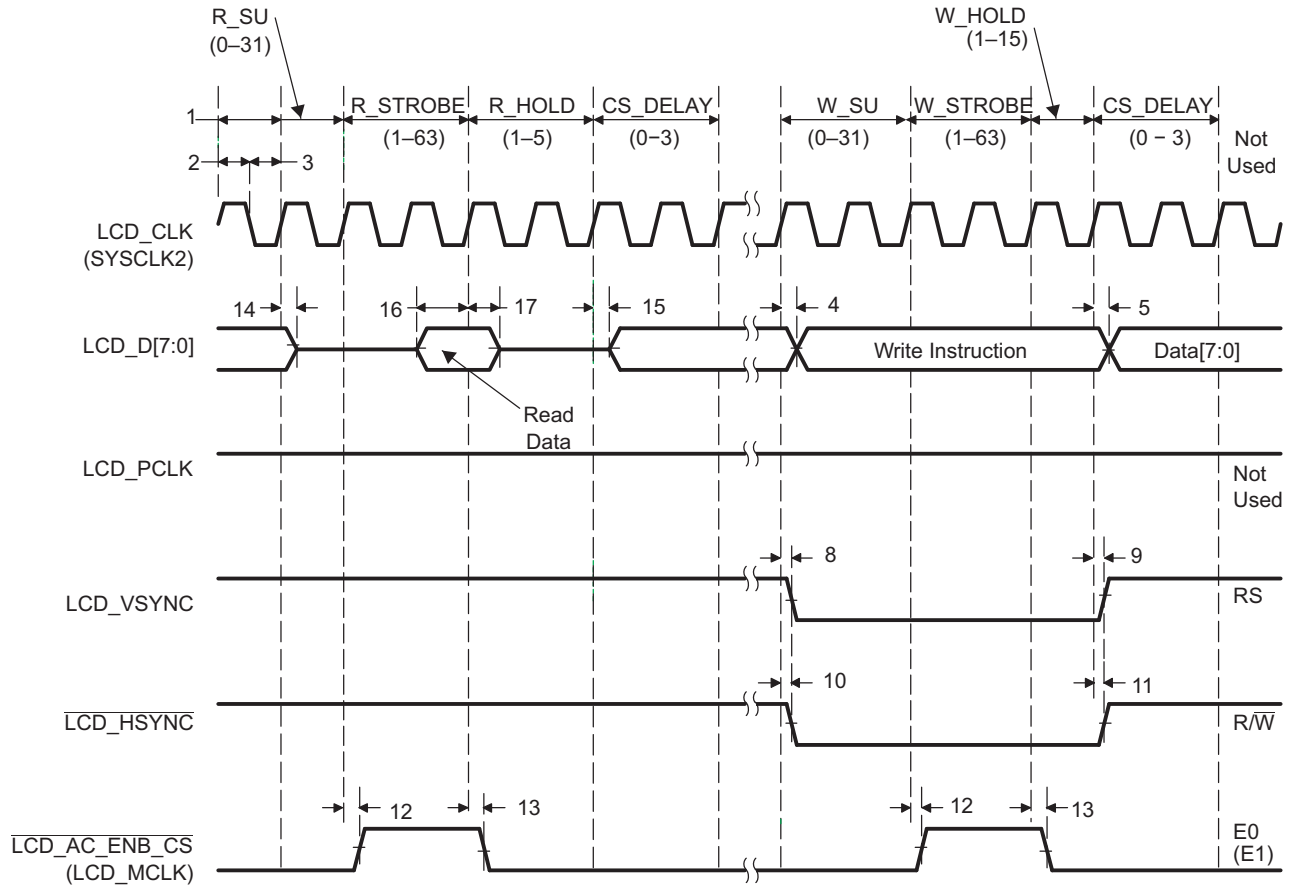 R_SU
(0–31)
W_HOLD
(1–15)
1
R_STROBE
(1–63)
R_HOLD
(1–5)
CS_DELAY
(0–3)
W_SU
(0–31)
W_STROBE
(1–63)
CS_DELAY
(0 − 3)
Not
Used
2
3
LCD_CLK
(SYSCLK2)
14
16
17
15
4
5
LCD_D[7:0]
Write Instruction
Data[7:0]
Read
Data
LCD_PCLK
Not
Used
8
9
LCD_VSYNC
RS
10
11
LCD_HSYNC
R/W
12
13
12
13
LCD_AC_ENB_CS
(LCD_MCLK)
E0
(E1)